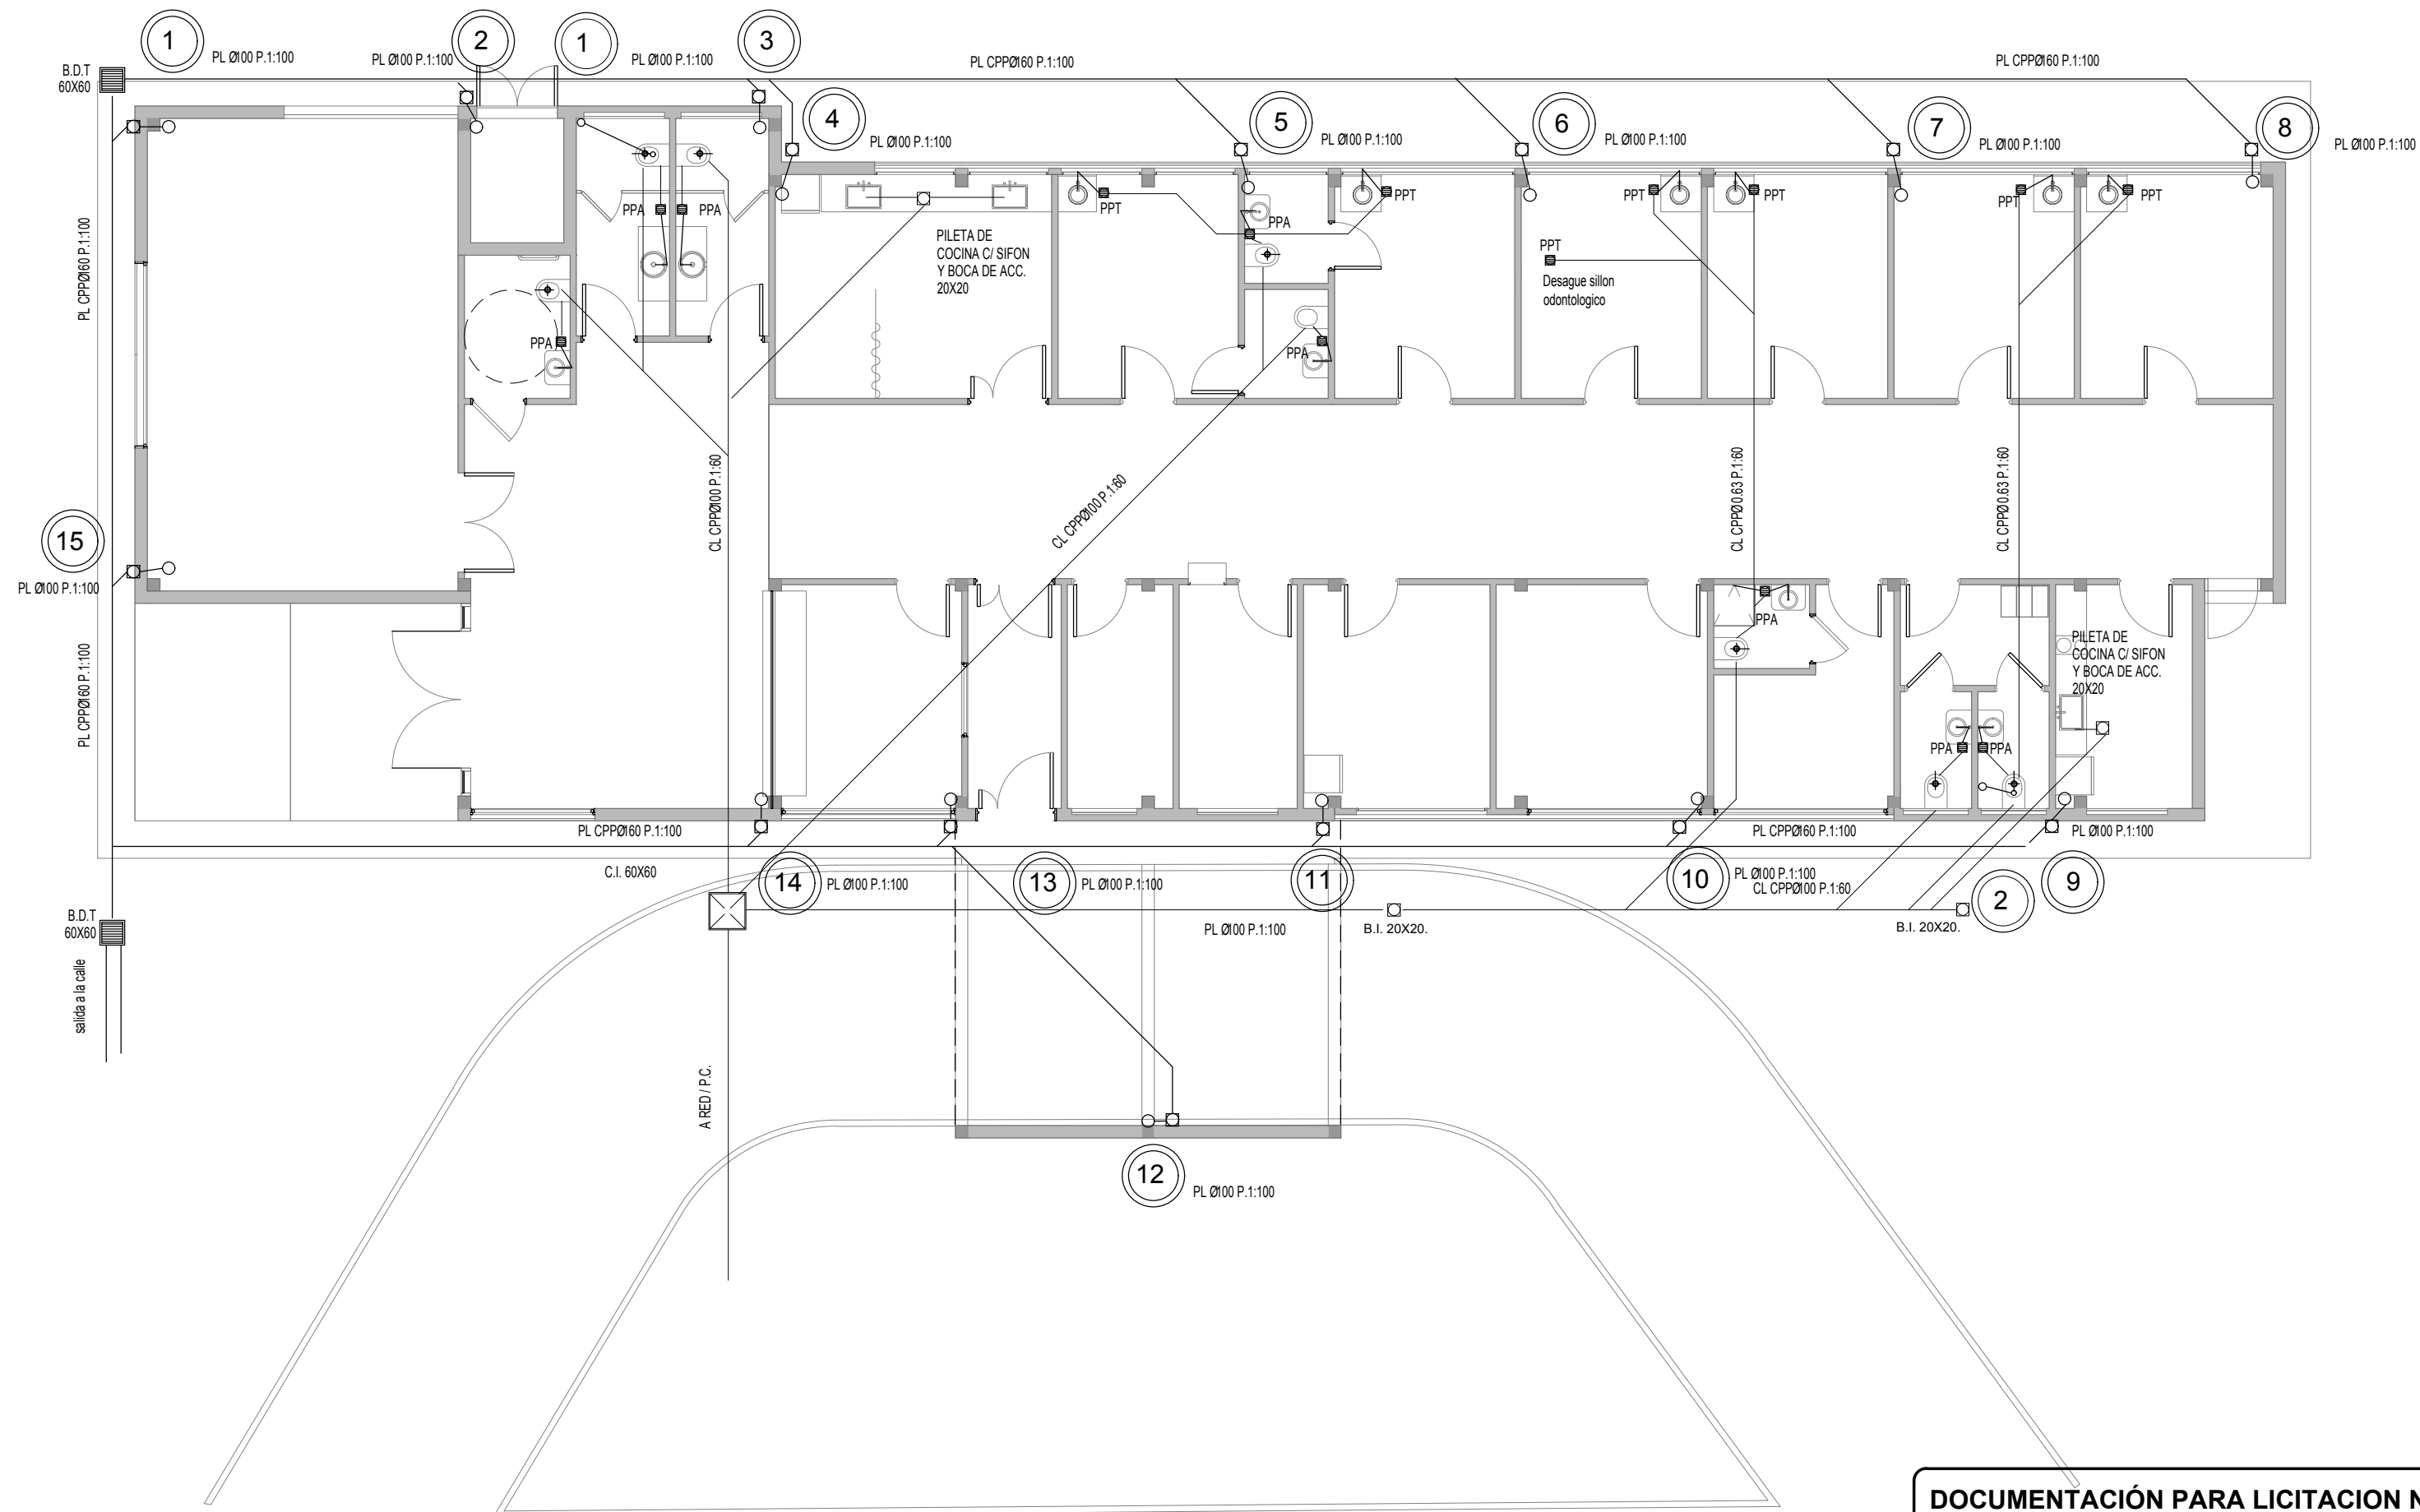 1
PL Ø100 P.1:100
PL Ø100 P.1:100
2
1
PL Ø100 P.1:100
3
PL CPPØ160 P.1:100
PL CPPØ160 P.1:100
B.D.T
60X60
4
PL Ø100 P.1:100
5
PL Ø100 P.1:100
6
PL Ø100 P.1:100
7
PL Ø100 P.1:100
8
PL Ø100 P.1:100
PPA
PPA
PPT
PPA
PPT
PPT
PPT
PPT
PPT
PILETA DE
COCINA C/ SIFON
Y BOCA DE ACC.
20X20
PPT
Desague sillon
odontologico
PL CPPØ160 P.1:100
PPA
PPA
CL CPPØ100 P.1:60
CL CPPØ100 P.1:60
CL CPPØ10.63 P.1:60
CL CPPØ10.63 P.1:60
15
PL Ø100 P.1:100
PL CPPØ160 P.1:100
PPA
PILETA DE
COCINA C/ SIFON
Y BOCA DE ACC.
20X20
PPA
PPA
PL CPPØ160 P.1:100
PL CPPØ160 P.1:100
PL Ø100 P.1:100
C.I. 60X60
14
PL Ø100 P.1:100
13
PL Ø100 P.1:100
11
10
PL Ø100 P.1:100
CL CPPØ100 P.1:60
2
9
B.D.T
60X60
PL Ø100 P.1:100
B.I. 20X20.
B.I. 20X20.
salida a la calle
A RED / P.C.
12
PL Ø100 P.1:100
DOCUMENTACIÓN PARA LICITACION